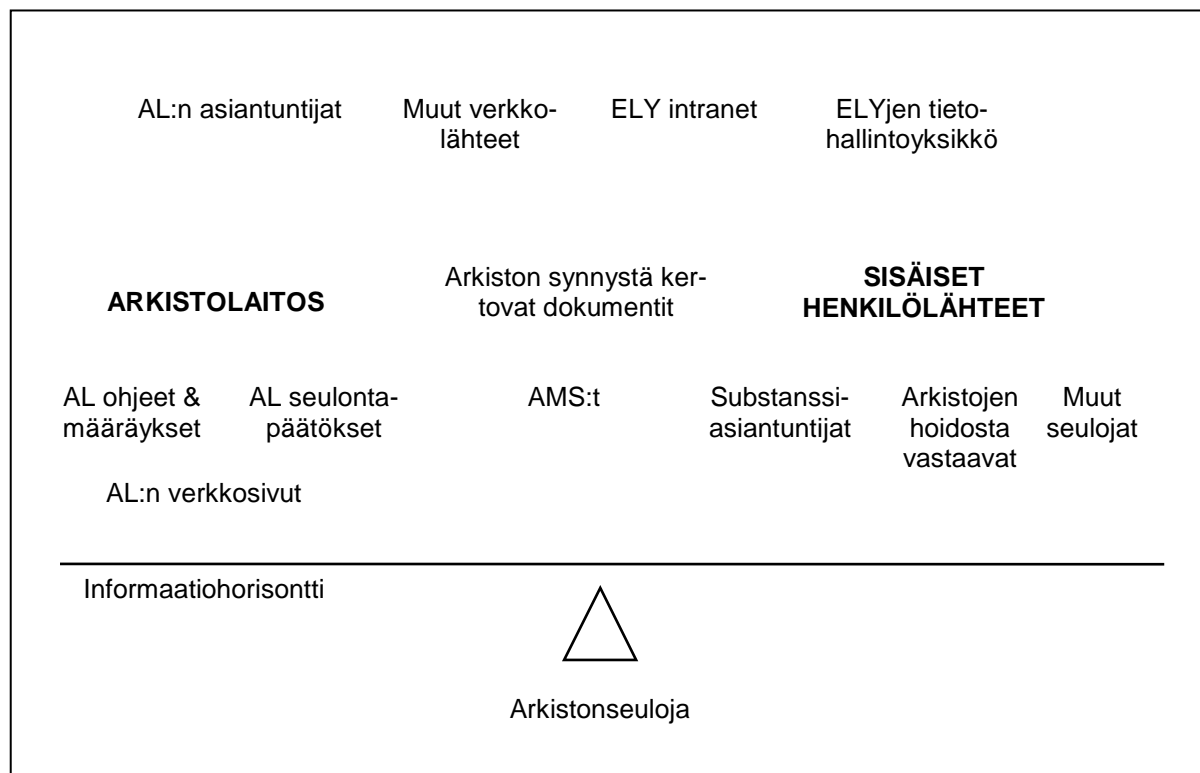 AL:n asiantuntijat Muut verkko- ELY intranet ELYjen tieto-
lähteet hallintoyksikkö
Arkiston synnystä ker- SISÄISET
ARKISTOLAITOS tovat dokumentit HENKILÖLÄHTEET
AL ohjeet & AL seulonta- AMS:t Substanssi- Arkistojen Muut
määräykset päätökset asiantuntijat hoidosta seulojat
vastaavat
AL:n verkkosivut
Informaatiohorisontti
Arkistonseuloja